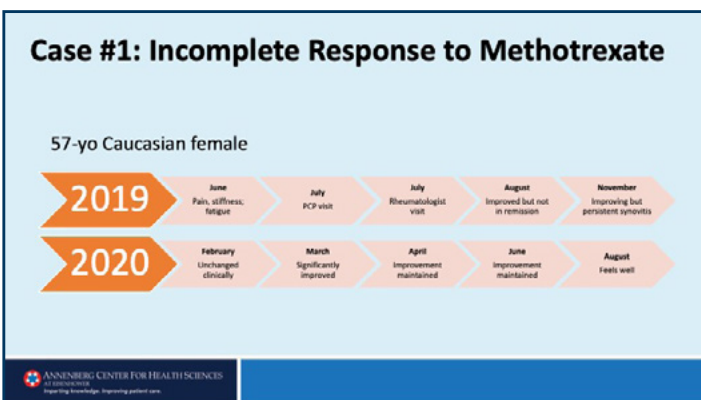 Case #1: Incomplete Response to Methotrexate
57-yo Caucasian female
2019
June
Pain, stiffness;
fatigue
July
PCP visit
July
Rheumatologist
visit
August
Improved but not
in remission
November
Improving but
persistent synovitis
2020
February
Unchanged
clinically
March
Significantly
improved
April
Improvement
maintained
June
Improvement
maintained
August
Feels well
ANNENBERG CENTER FOR HEALTH SCIENCES
AT EISENHOWER
Imparting knowledge. Improving patient care.